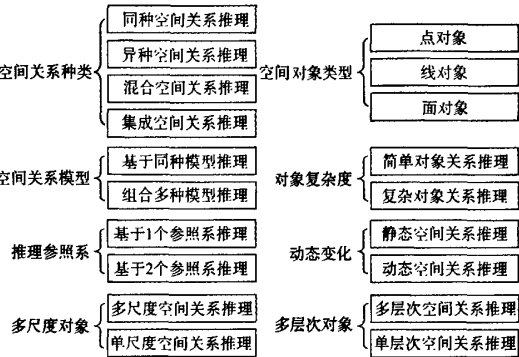 同种空间关系推理
异种空间关系推理
空间关系种类
混合空间关系推理
集成空间关系推理
点对象
空间对象类型
线对象
面对象
基于同种模型推理
空间关系模型
组合多种模型推理
简单对象关系推理
对象复杂度
复杂对象关系推理
基于1个参照系推理
推理参照系
基于2个参照系推理
静态空间关系推理
动态变化
动态空间关系推理
多尺度空间关系推理
多尺度对象
单尺度空间关系推理
多层次空间关系推理
多层次对象
单层次空间关系推理